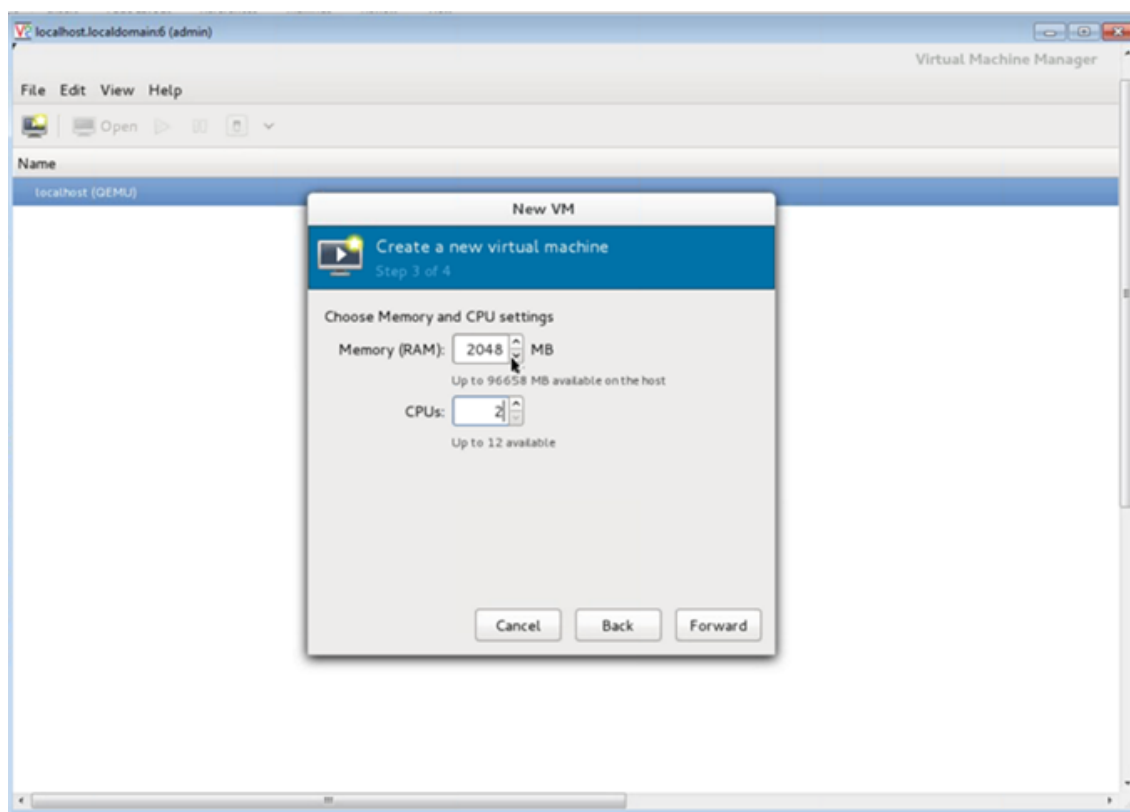 localhost.localdomain:6 (admin)
Virtual Machine Manager
File Edit View Help
Open
Name
localhost (QEMU)
New VM
Create a new virtual machine
Step 3 of 4
Choose Memory and CPU settings
Memory (RAM): 2048 MB
Up to 96658 MB available on the host
CPUs: 2
Up to 12 available
Cancel Back Forward